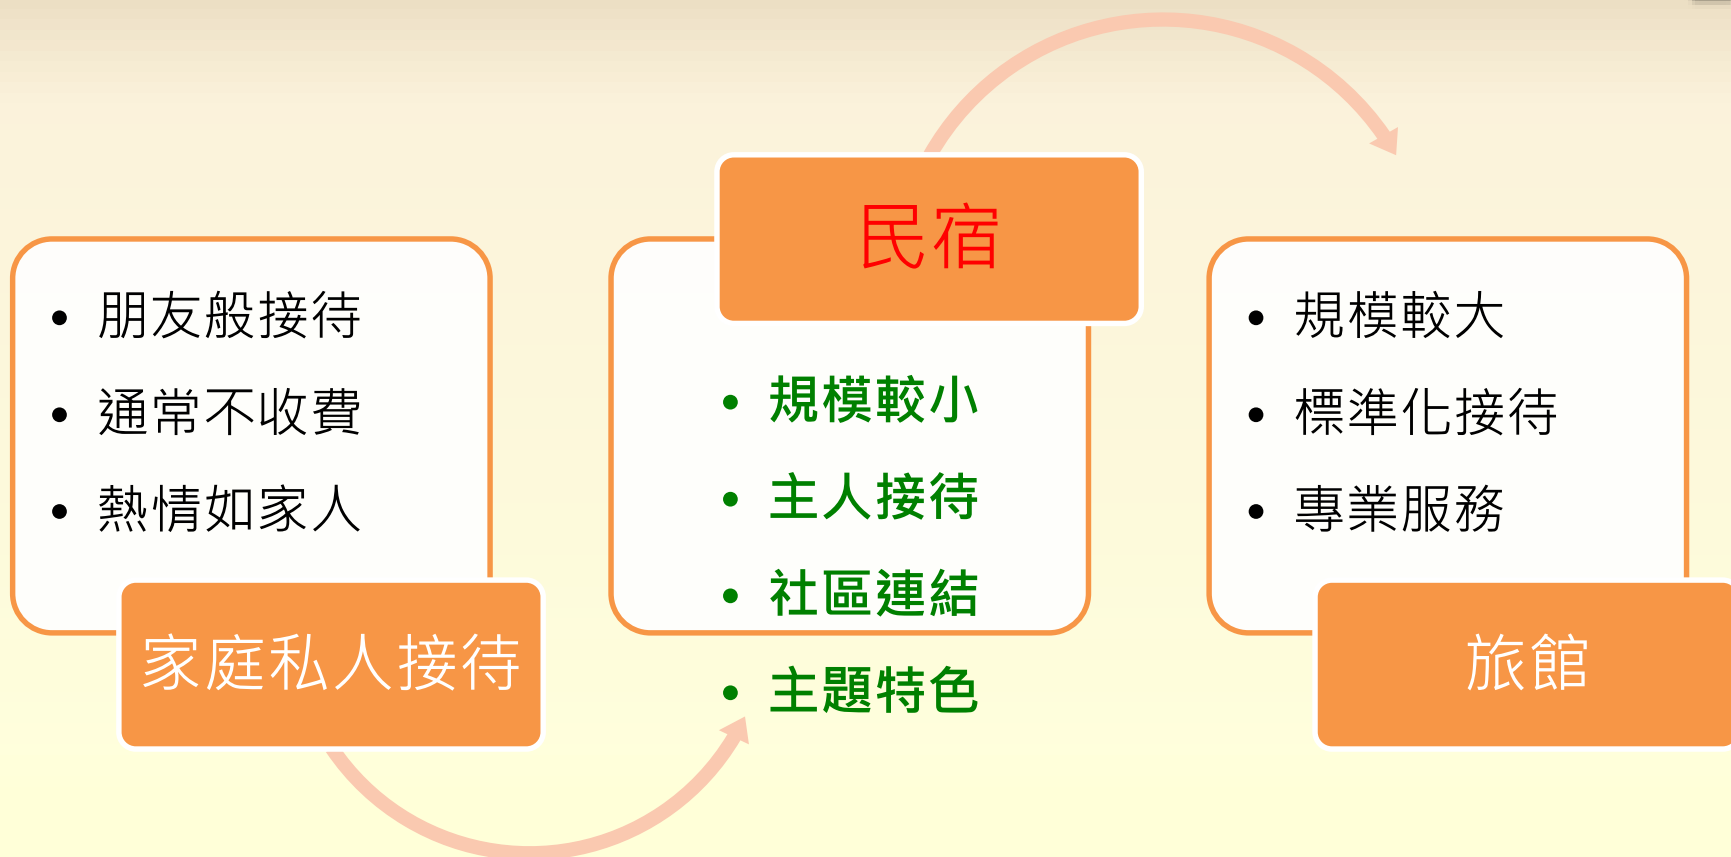 • 朋友般接待
• 通常不收費
• 熱情如家人
家庭私人接待
民宿
• 規模較小
• 主人接待
• 社區連結
• 主題特色
• 規模較大
• 標準化接待
• 專業服務
旅館